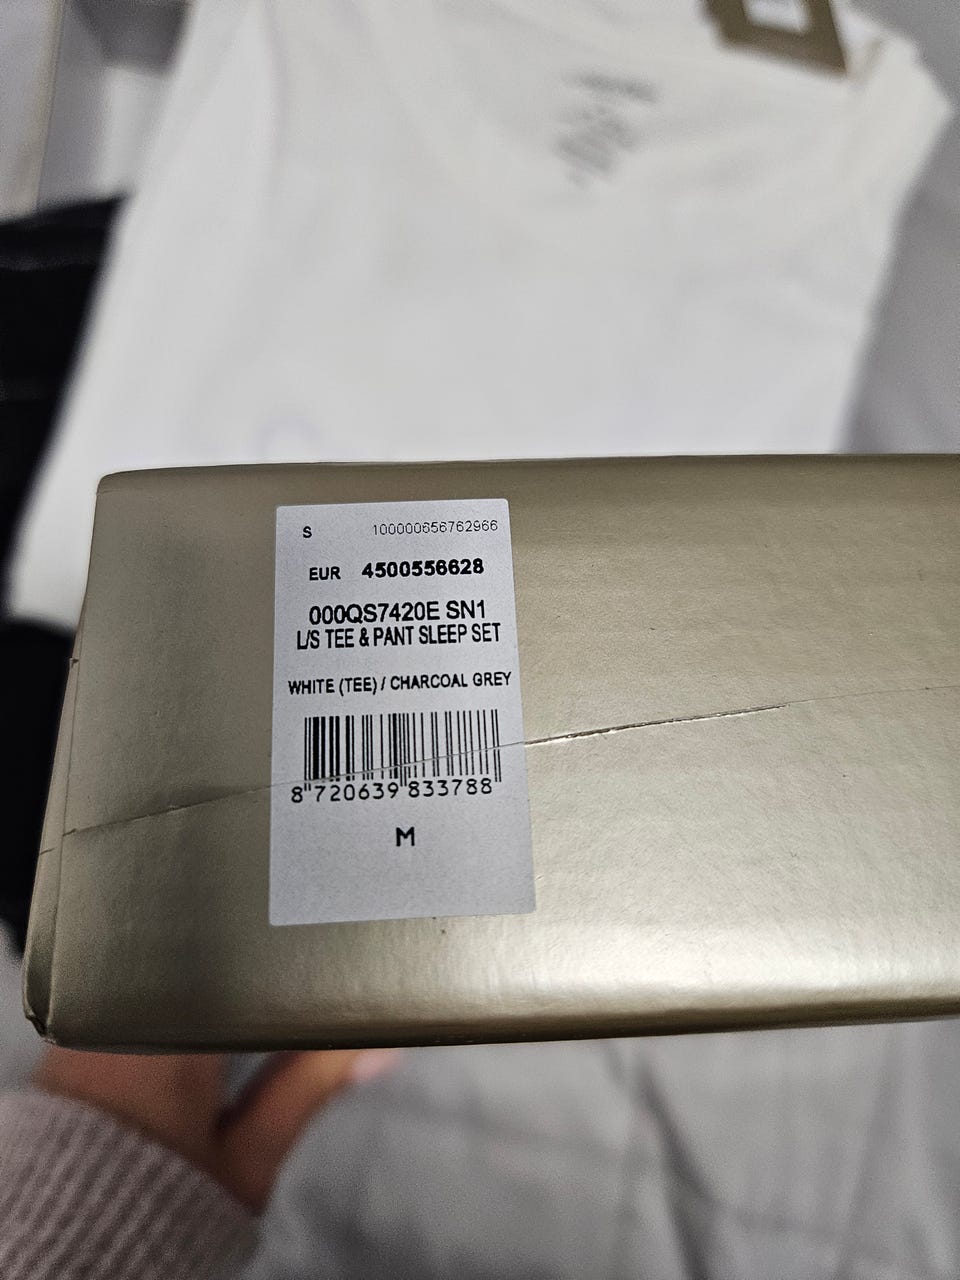 S 100000656762966
EUR 4500556628
000QS7420E SN1
L/S TEE & PANT SLEEP SET
WHITE (TEE) / CHARCOAL GREY
8"720639"833788"
M